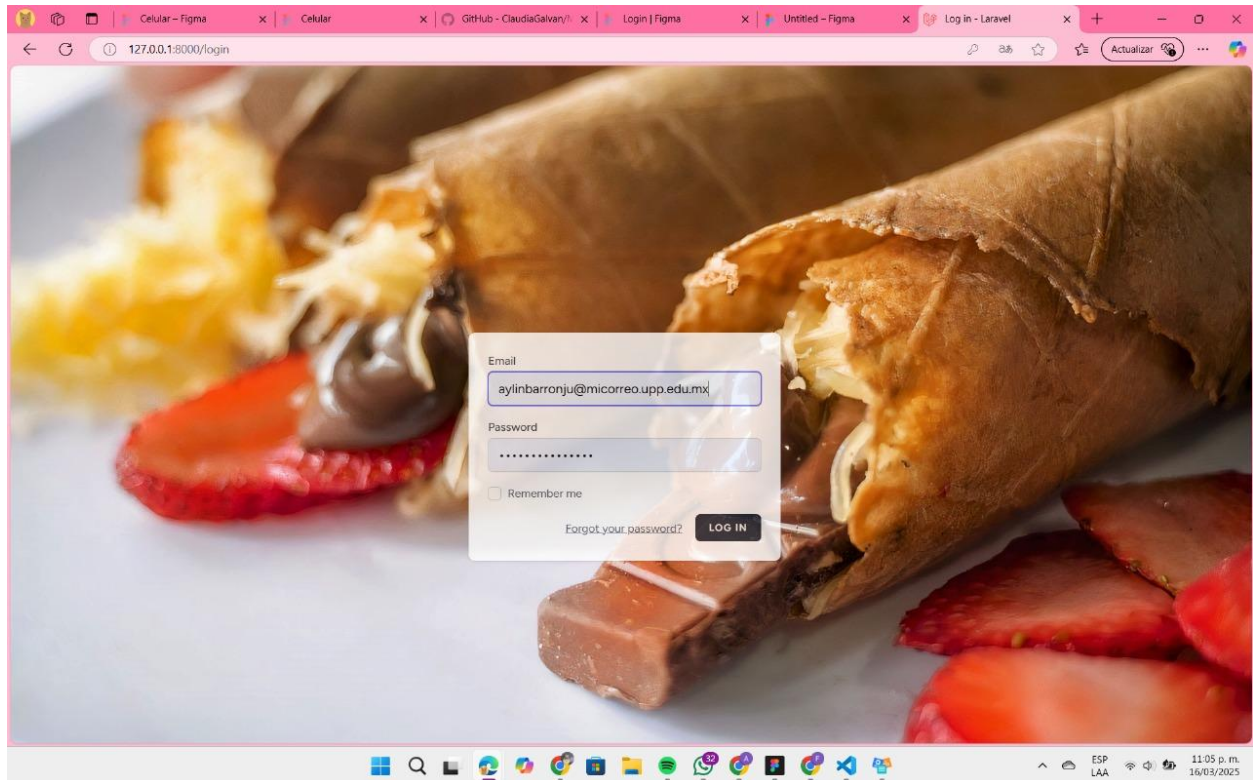 Celular – Figma
Celular
GitHub - ClaudiaGalvan/
Login | Figma
Untitled – Figma
Log in - Laravel
127.0.0.1:8000/login
Actualizar
Email
aylinbarronju@micorreo.upp.edu.mx
Password
Remember me
Forgot your password?
LOG IN
32
ESP
LAA
11:05 p. m.
16/03/2025